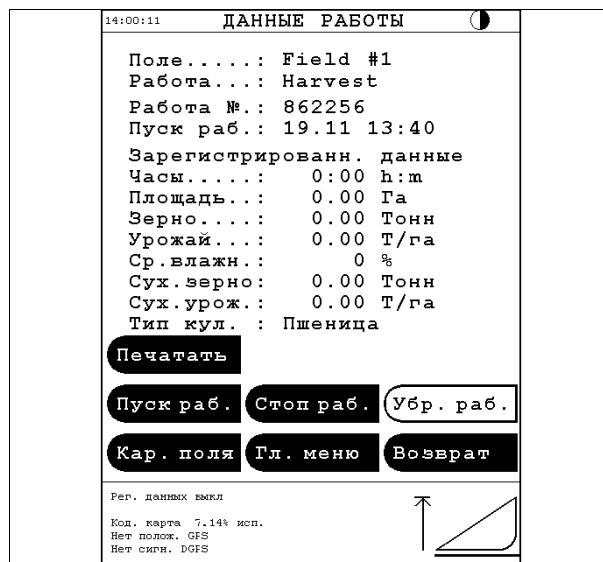 14:00:11 ДАННЫЕ РАБОТЫ
Поле.....: Field #1
Работа...: Harvest
Работа №.: 862256
Пуск раб.: 19.11 13:40
Зарегистрированн. данные
Часы.....: 0:00 h:m
Площадь..: 0.00 Га
Зерно....: 0.00 Тонн
Урожай...: 0.00 Т/га
Ср.влажн.: 0 %
Сух.зерно: 0.00 Тонн
Сух.урож.: 0.00 Т/га
Тип кул. : Пшеница
Печатать
Пуск раб. Стоп раб. Убр. раб.
Кар. поля Гл. меню Возврат
Рег. данных выкл
Код. карта 7.14% исп.
Нет полож. GPS
Нет сигн. DGPS